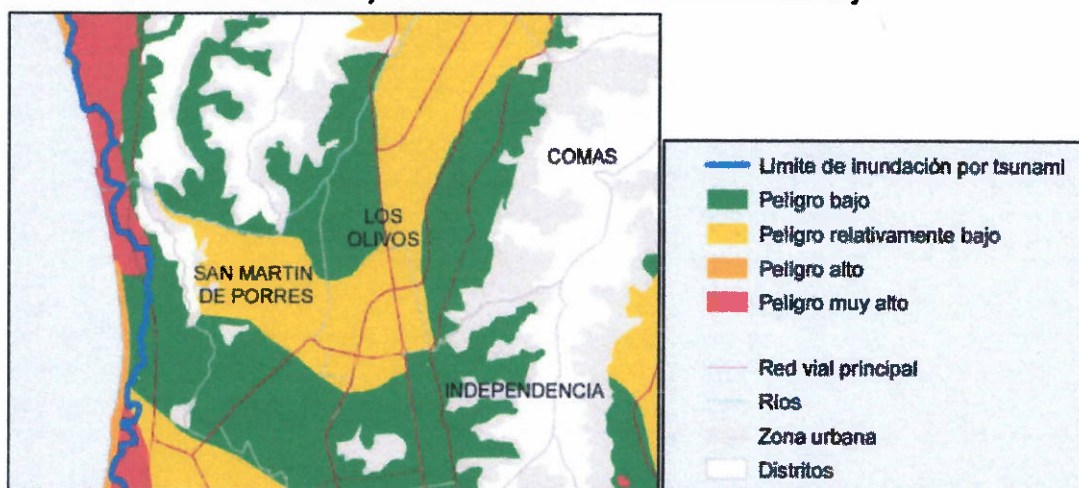 COMAS
LOS
OLIVOS
SAN MARTIN
DE PORRES
INDEPENDENCIA
Límite de inundación por tsunami
Peligro bajo
Peligro relativamente bajo
Peligro alto
Peligro muy alto
Red vial principal
Ríos
Zona urbana
Distritos